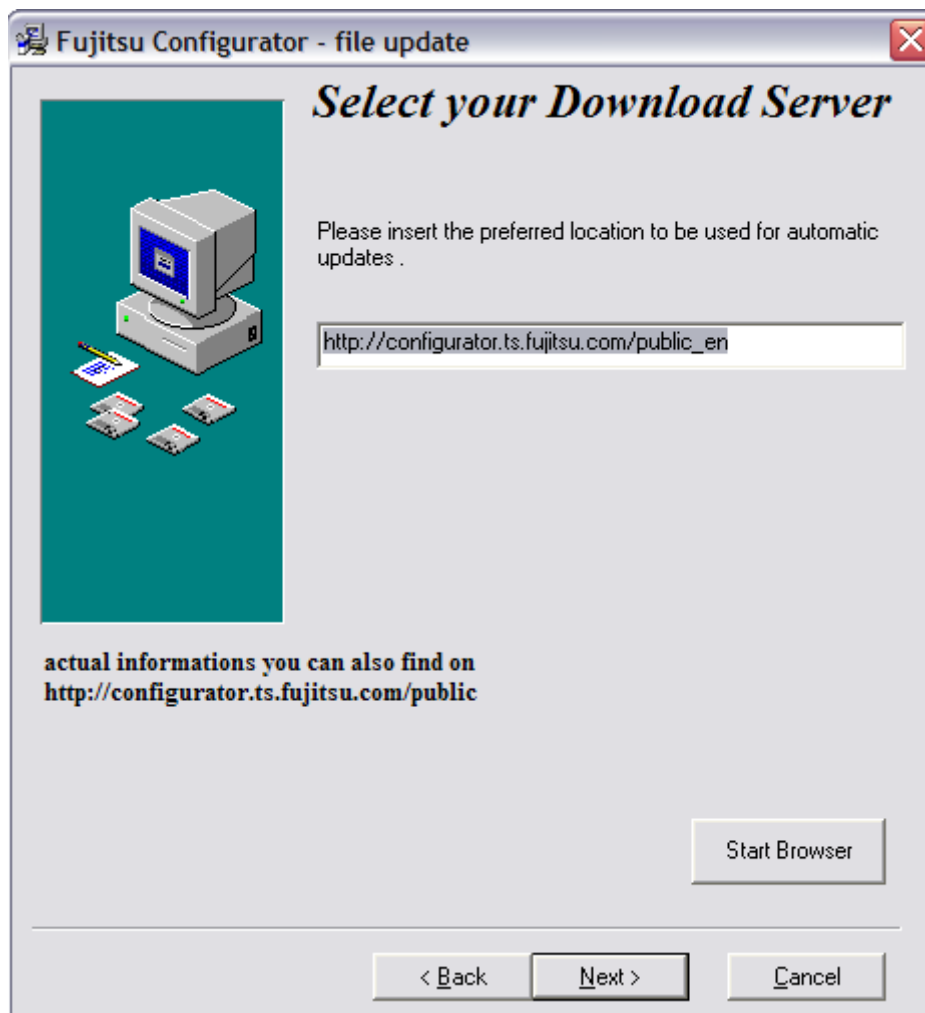 Fujitsu Configurator - file update
Select your Download Server
Please insert the preferred location to be used for automatic
updates .
http://configurator.ts.fujitsu.com/public_en
actual informations you can also find on
http://configurator.ts.fujitsu.com/public
Start Browser
< Back
Next >
Cancel